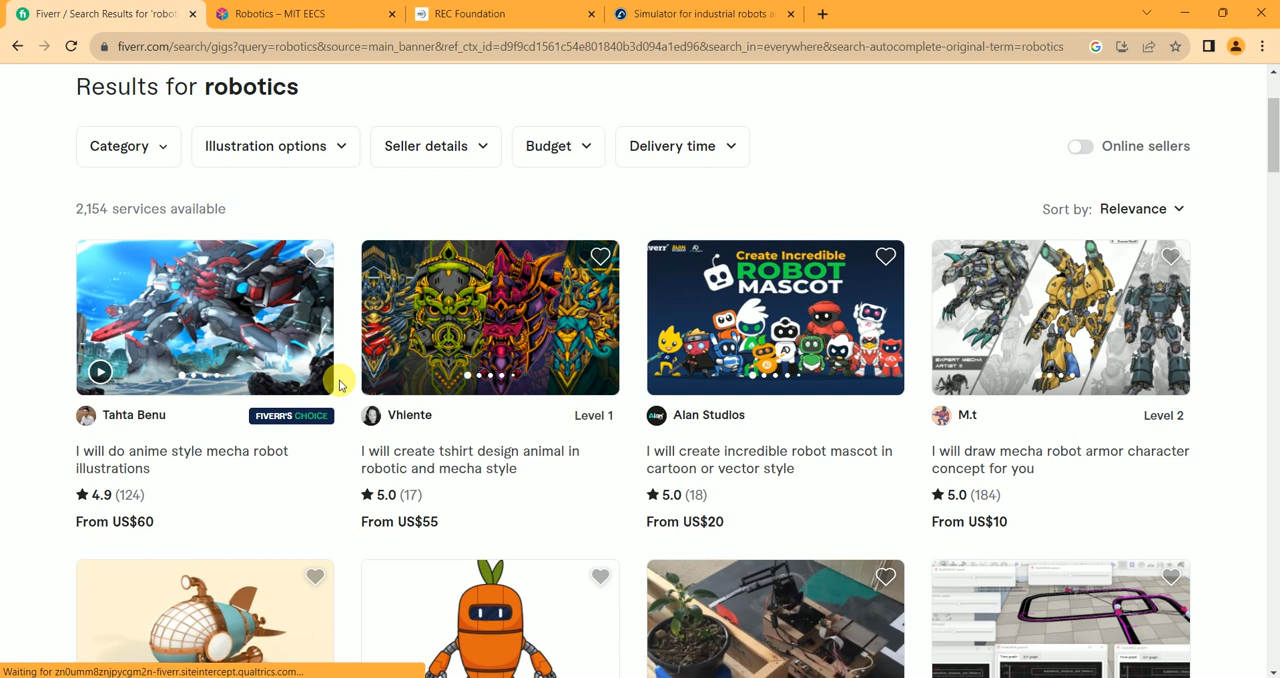 Fiverr / Search Results for 'robot
Robotics – MIT EECS
REC Foundation
Simulator for industrial robots a
fiverr.com/search/gigs?query=robotics&source=main_banner&ref_ctx_id=d9f9cd1561c54e801840b3d094a1ed96&search_in=everywhere&search-autocomplete-original-term=robotics
Results for robotics
Category
Illustration options
Seller details
Budget
Delivery time
Online sellers
2,154 services available
Sort by: Relevance
Create Incredible
ROBOT
MASCOT
EXPERT MECHA
ARTIST !!
Tahta Benu
FIVERR'S CHOICE
Vhlente
Level 1
Alan Studlos
M.t
Level 2
I will do anime style mecha robot
illustrations
I will create tshirt design animal in
robotic and mecha style
I will create incredible robot mascot in
cartoon or vector style
I will draw mecha robot armor character
concept for you
4.9 (124)
5.0 (17)
5.0 (18)
5.0 (184)
From US$60
From US$55
From US$20
From US$10
Waiting for zn0umm8znjpycgm2n-fiverr.siteintercept.qualtrics.com...